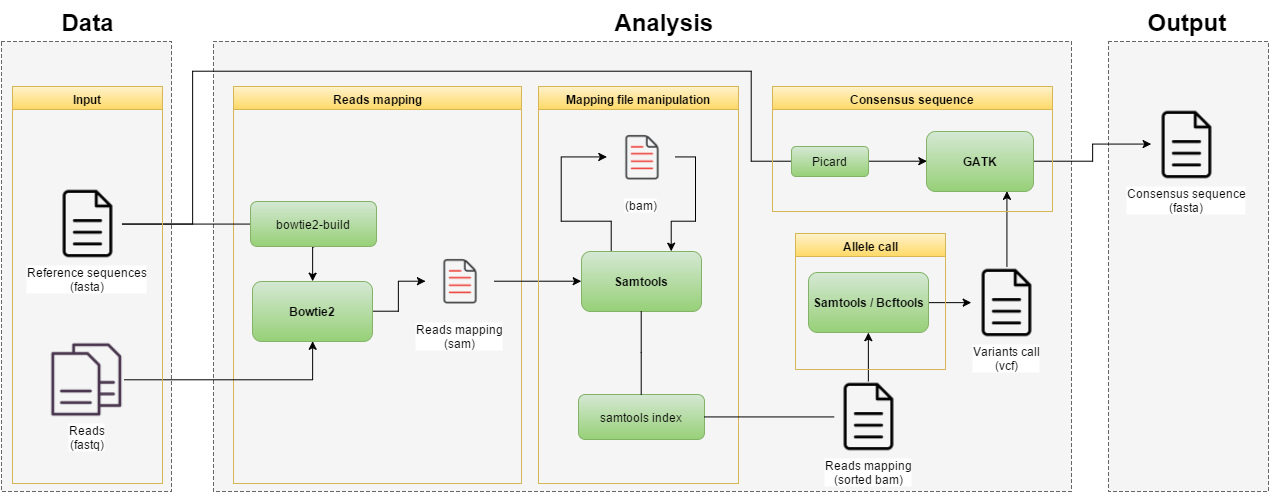 Data
Analysis
Output
Input
Reads mapping
Mapping file manipulation
Consensus sequence
Reference sequences
(fasta)
Reads
(fastq)
bowtie2-build
Bowtie2
Reads mapping
(sam)
(bam)
Samtools
samtools index
Picard
GATK
Allele call
Samtools / Bcftools
Variants call
(vcf)
Reads mapping
(sorted bam)
Consensus sequence
(fasta)